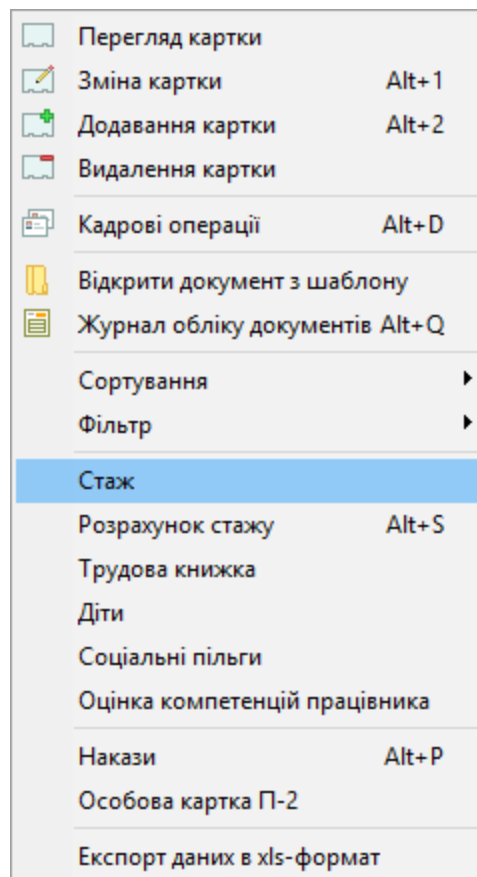 Перегляд картки
Зміна картки Alt+1
Додавання картки Alt+2
Видалення картки
Кадрові операції Alt+D
Відкрити документ з шаблону
Журнал обліку документів Alt+Q
Сортування
Фільтр
Стаж
Розрахунок стажу Alt+S
Трудова книжка
Діти
Соціальні пільги
Оцінка компетенцій працівника
Накази Alt+P
Особова картка П-2
Експорт даних в xls-формат